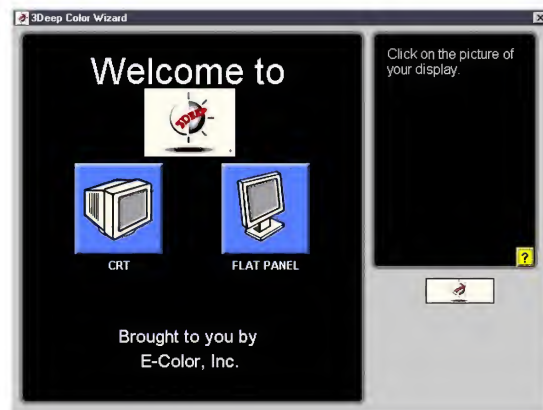 3Deep Color Wizard
Welcome to
3DEEP
CRT
FLAT PANEL
Brought to you by
E-Color, Inc.
Click on the picture of
your display.
?